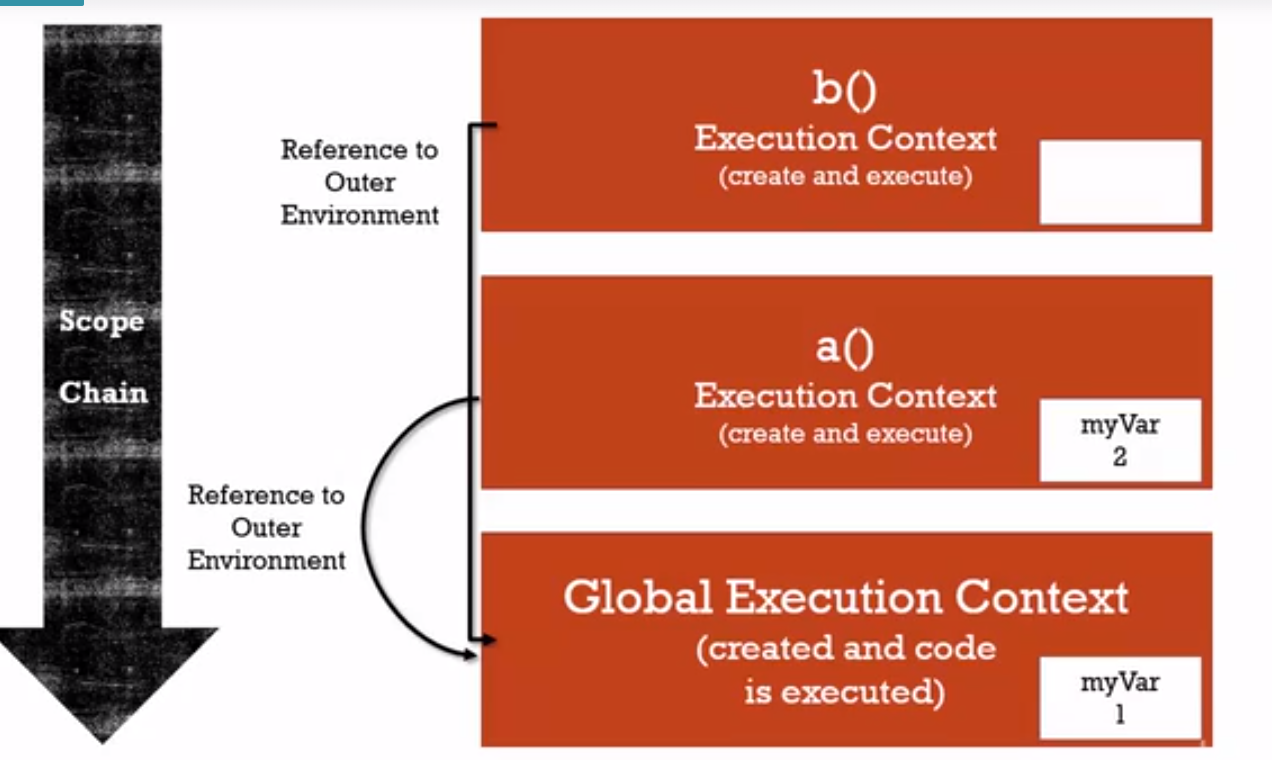 b()
Execution Context
(create and execute)
Reference to
Outer
Environment
Scope
Chain
a()
Execution Context
(create and execute)
myVar
2
Reference to
Outer
Environment
Global Execution Context
(created and code
is executed)
myVar
1